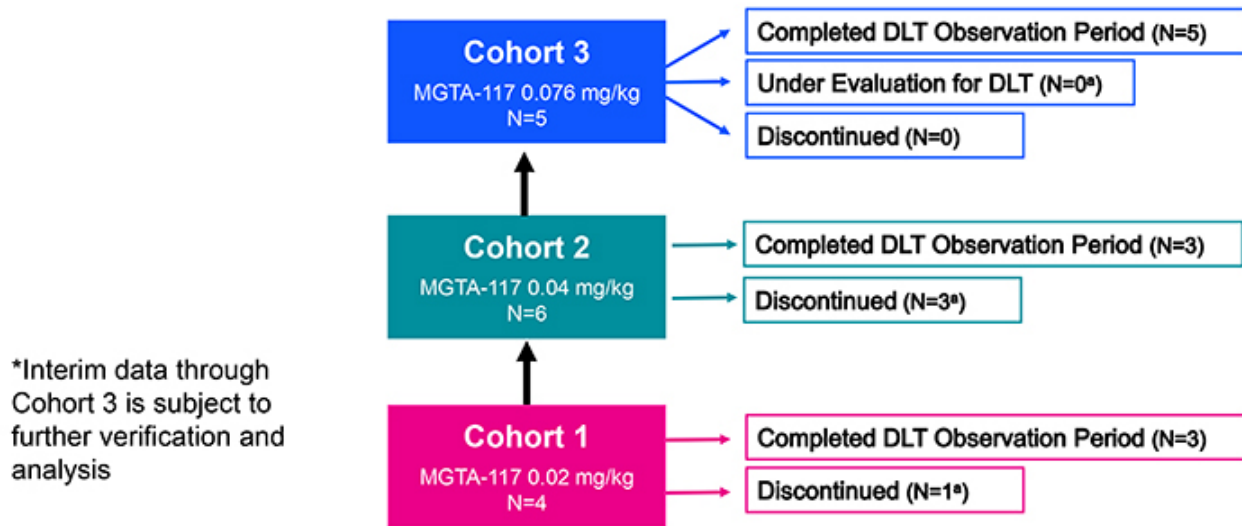 Cohort 3
MGTA-117 0.076 mg/kg
N=5
Completed DLT Observation Period (N=5)
Under Evaluation for DLT (N=0ᵃ)
Discontinued (N=0)
Cohort 2
MGTA-117 0.04 mg/kg
N=6
Completed DLT Observation Period (N=3)
Discontinued (N=3ᵃ)
*Interim data through
Cohort 3 is subject to
further verification and
analysis
Cohort 1
MGTA-117 0.02 mg/kg
N=4
Completed DLT Observation Period (N=3)
Discontinued (N=1ᵃ)